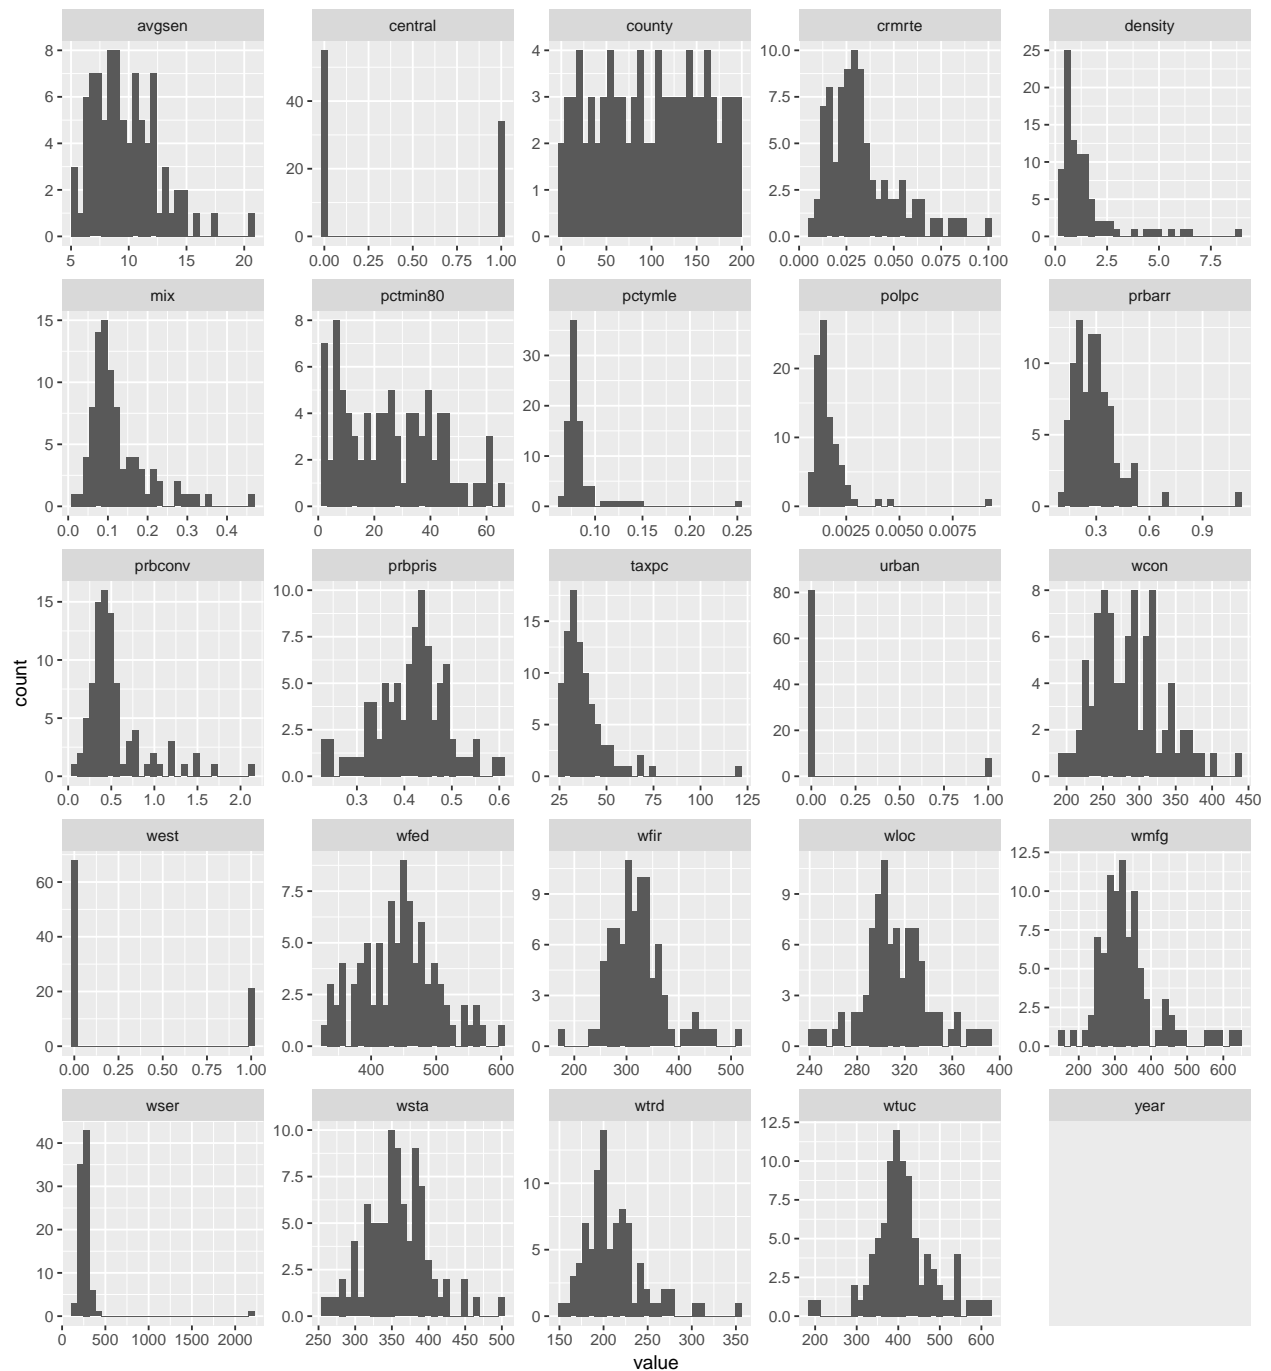 avgsen central county crmrte density
8 6 4 2 0
40 20 0
4 3 2 1 0
10.0 7.5 5.0 2.5 0.0
25 20 15 10 5 0
5 10 15 20
0.00 0.25 0.50 0.75 1.00
0 50 100 150 200
0.000 0.025 0.050 0.075 0.100
0.0 2.5 5.0 7.5
mix pctmin80 pctymle polpc prbarr
15 10 5 0
8 6 4 2 0
30 20 10 0
20 10 0
10 5 0
0.0 0.1 0.2 0.3 0.4
0 20 40 60
0.10 0.15 0.20 0.25
0.0025 0.0050 0.0075
0.3 0.6 0.9
prbconv prbpris taxpc urban wcon
15 10 5 0
10.0 7.5 5.0 2.5 0.0
15 10 5 0
80 60 40 20 0
8 6 4 2 0
0.0 0.5 1.0 1.5 2.0
0.3 0.4 0.5 0.6
25 50 75 100 125
0.00 0.25 0.50 0.75 1.00
200 250 300 350 400 450
count
west wfed wfir wloc wmfg
60 40 20 0
7.5 5.0 2.5 0.0
9 6 3 0
9 6 3 0
12.5 10.0 7.5 5.0 2.5 0.0
0.00 0.25 0.50 0.75 1.00
400 500 600
200 300 400 500
240 280 320 360 400
200 300 400 500 600
wser wsta wtrd wtuc year
40 30 20 10 0
10.0 7.5 5.0 2.5 0.0
10 5 0
12.5 10.0 7.5 5.0 2.5 0.0
0 500 1000 1500 2000
250 300 350 400 450 500
150 200 250 300 350
200 300 400 500 600
value